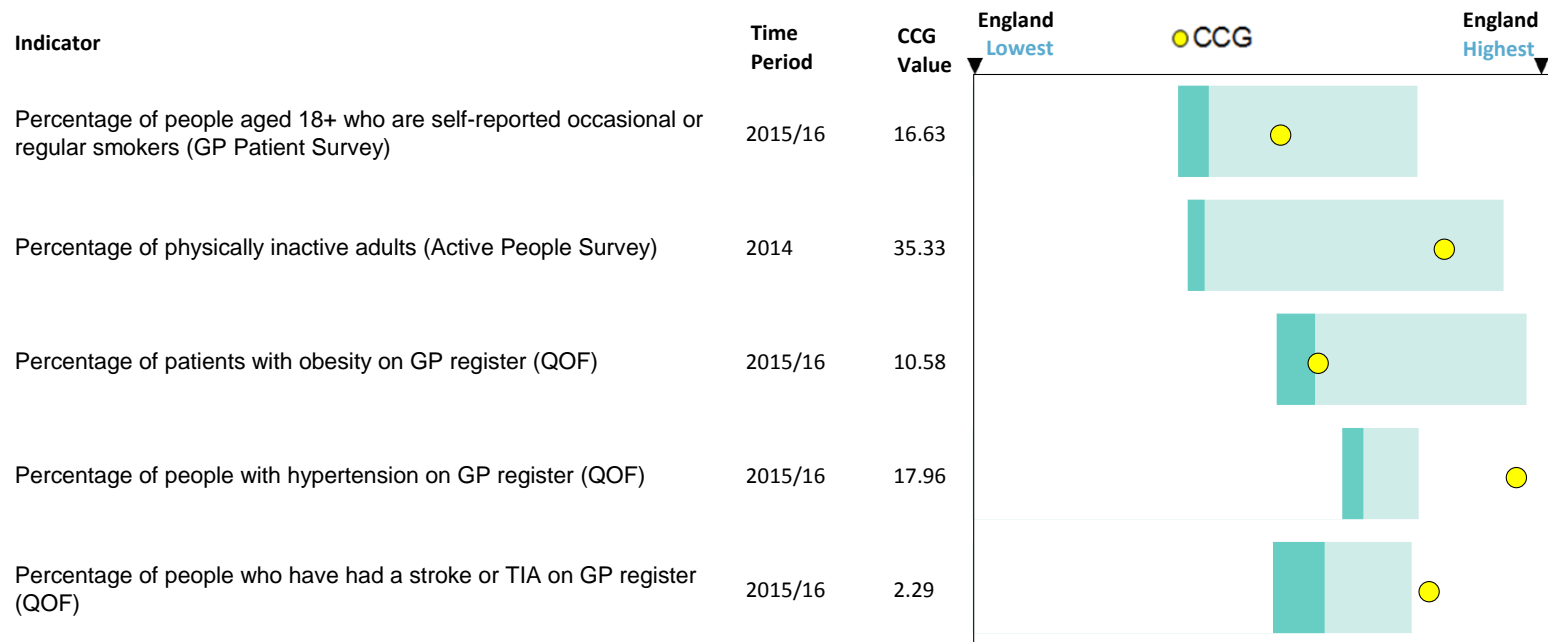 Indicator
Time
Period
CCG
Value
England
Lowest
CCG
England
Highest
Percentage of people aged 18+ who are self-reported occasional or
regular smokers (GP Patient Survey)
2015/16
16.63
Percentage of physically inactive adults (Active People Survey)
2014
35.33
Percentage of patients with obesity on GP register (QOF)
2015/16
10.58
Percentage of people with hypertension on GP register (QOF)
2015/16
17.96
Percentage of people who have had a stroke or TIA on GP register
(QOF)
2015/16
2.29